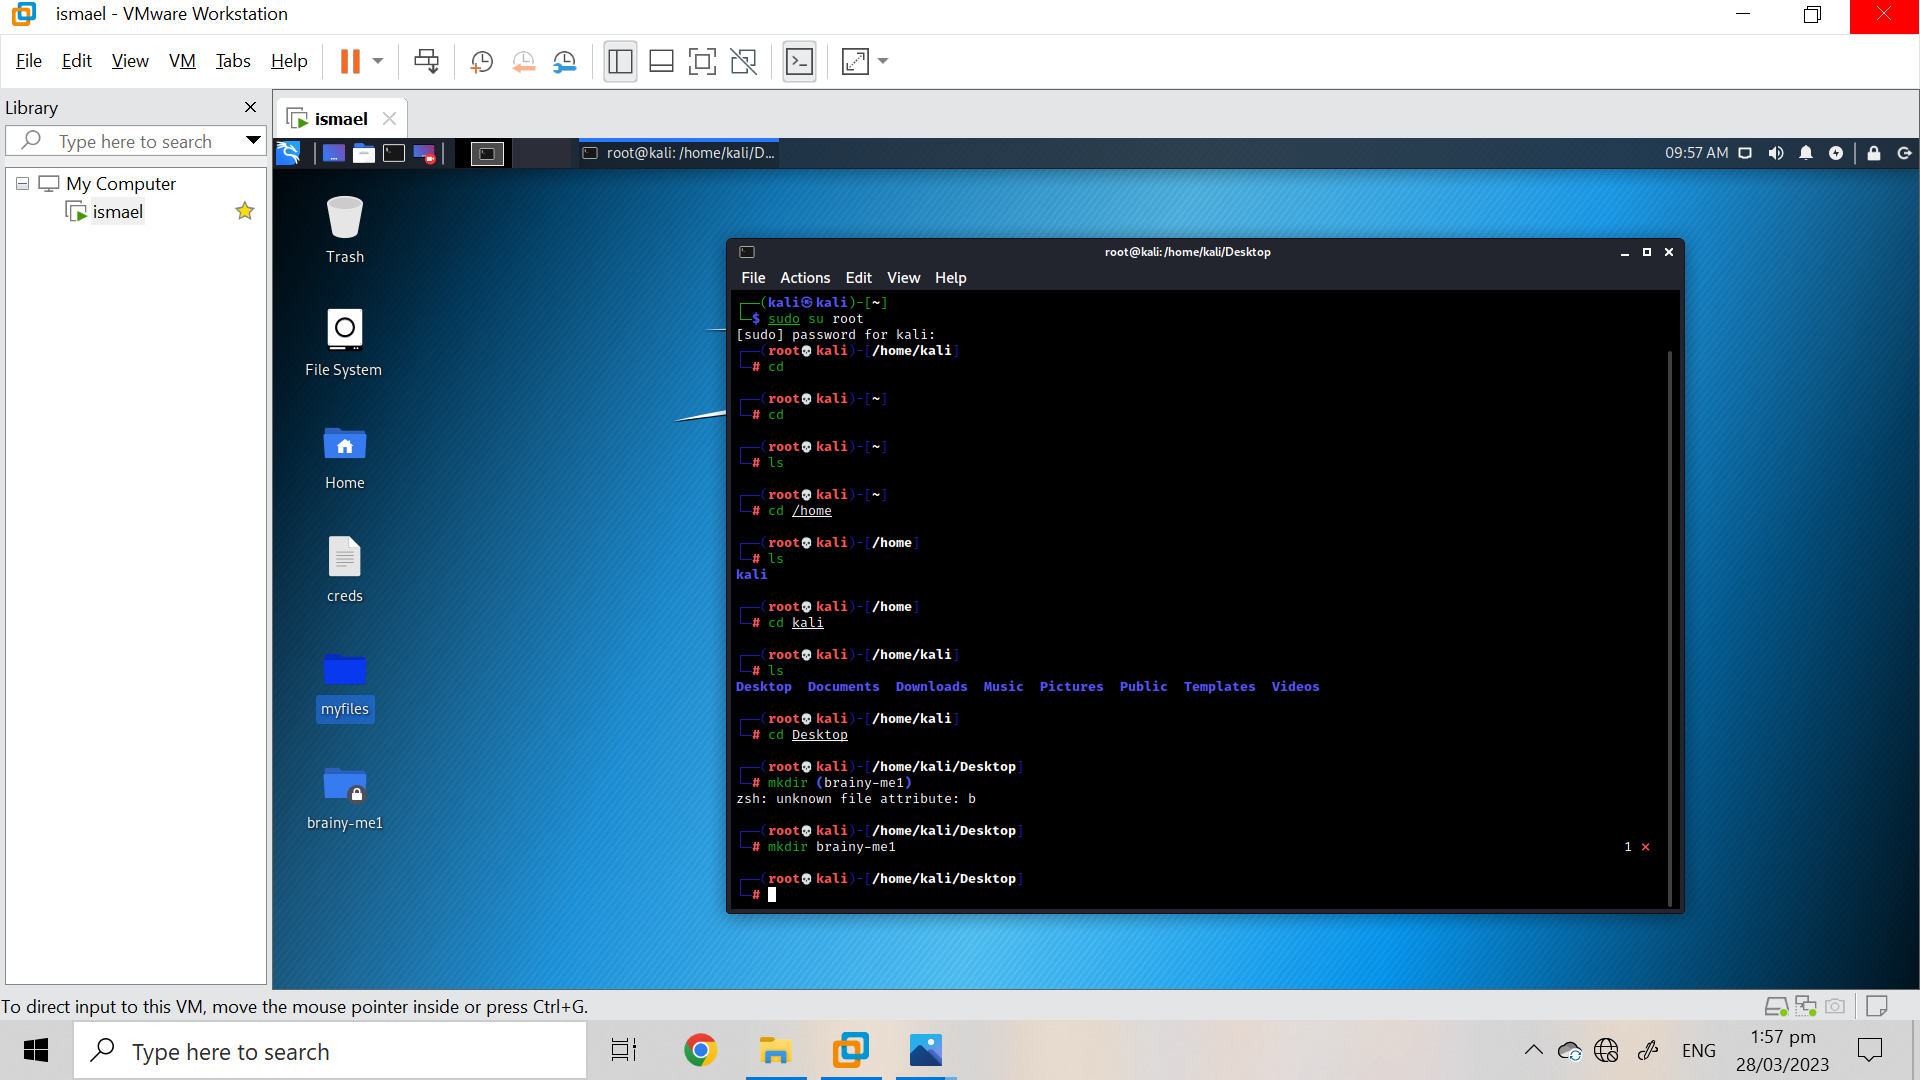 ismael - VMware Workstation
File Edit View VM Tabs Help
Library
Type here to search
My Computer
ismael
ismael
root@kali: /home/kali/D...
09:57 AM
Trash
File System
Home
creds
myfiles
brainy-me1
root@kali: /home/kali/Desktop
File Actions Edit View Help
┌──(kali㉿kali)-[~]
└─$ sudo su root
[sudo] password for kali:
┌──(root💀kali)-[/home/kali]
└─# cd
┌──(root💀kali)-[~]
└─# cd
┌──(root💀kali)-[~]
└─# ls
┌──(root💀kali)-[~]
└─# cd /home
┌──(root💀kali)-[/home]
└─# ls
kali
┌──(root💀kali)-[/home]
└─# cd kali
┌──(root💀kali)-[/home/kali]
└─# ls
Desktop Documents Downloads Music Pictures Public Templates Videos
┌──(root💀kali)-[/home/kali]
└─# cd Desktop
┌──(root💀kali)-[/home/kali/Desktop]
└─# mkdir (brainy-me1)
zsh: unknown file attribute: b
┌──(root💀kali)-[/home/kali/Desktop]
└─# mkdir brainy-me1 1 ⨯
┌──(root💀kali)-[/home/kali/Desktop]
└─#
To direct input to this VM, move the mouse pointer inside or press Ctrl+G.
Type here to search
ENG
1:57 pm
28/03/2023